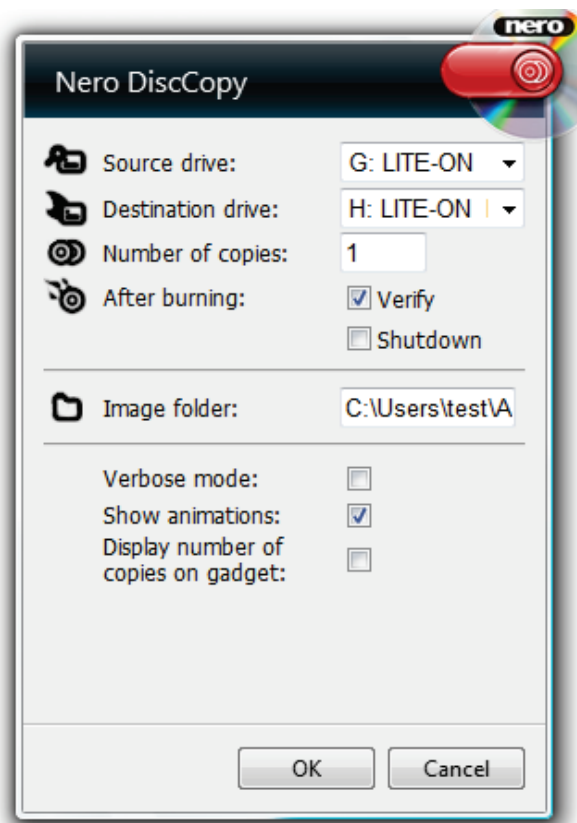 nero
Nero DiscCopy
Source drive: G: LITE-ON
Destination drive: H: LITE-ON
Number of copies: 1
After burning: Verify
Shutdown
Image folder: C:\Users\test\A
Verbose mode:
Show animations:
Display number of
copies on gadget:
OK Cancel